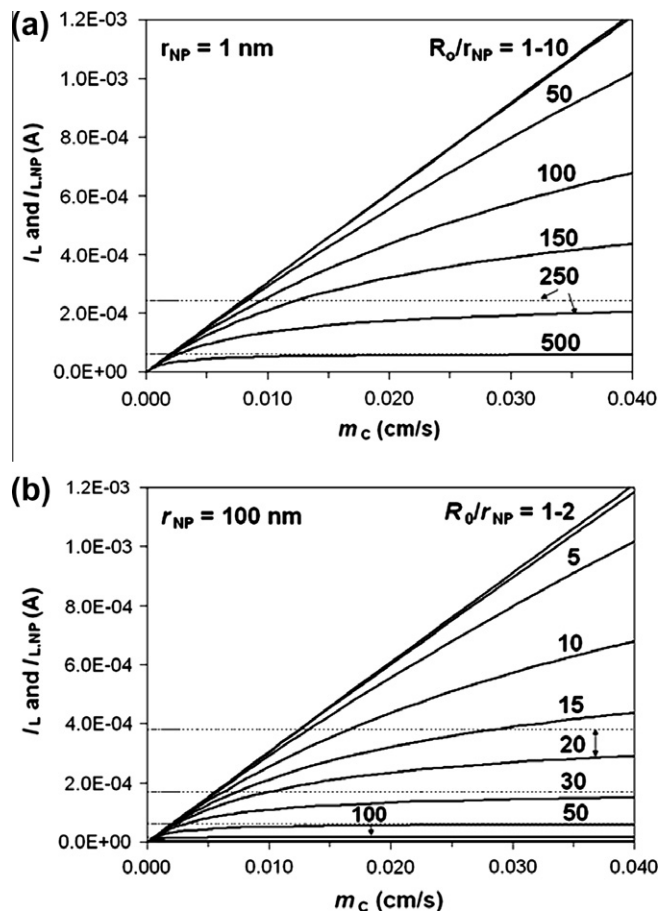 (a)
r_NP = 1 nm R_o/r_NP = 1-10
I_L and I_L,NP (A)
1.2E-03
1.0E-03
8.0E-04
6.0E-04
4.0E-04
2.0E-04
0.0E+00
50
100
150
250
500
0.000 0.010 0.020 0.030 0.040
m_C (cm/s)
(b)
r_NP = 100 nm R_0/r_NP = 1-2
I_L and I_L,NP (A)
1.2E-03
1.0E-03
8.0E-04
6.0E-04
4.0E-04
2.0E-04
0.0E+00
5
10
15
20
30
50
100
0.000 0.010 0.020 0.030 0.040
m_C (cm/s)